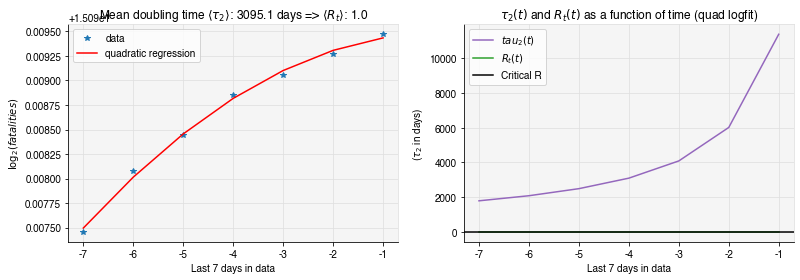 Mean doubling time ⟨τ₂⟩: 3095.1 days => ⟨Rₜ⟩: 1.0
data
quadratic regression
0.00950
0.00925
0.00900
0.00875
0.00850
0.00825
0.00800
0.00775
0.00750
log₂(fatalities)
-7 -6 -5 -4 -3 -2 -1
Last 7 days in data
τ₂(t) and Rₜ(t) as a function of time (quad logfit)
tau₂(t)
Rₜ(t)
Critical R
10000
8000
6000
4000
2000
0
(τ₂ in days)
-7 -6 -5 -4 -3 -2 -1
Last 7 days in data